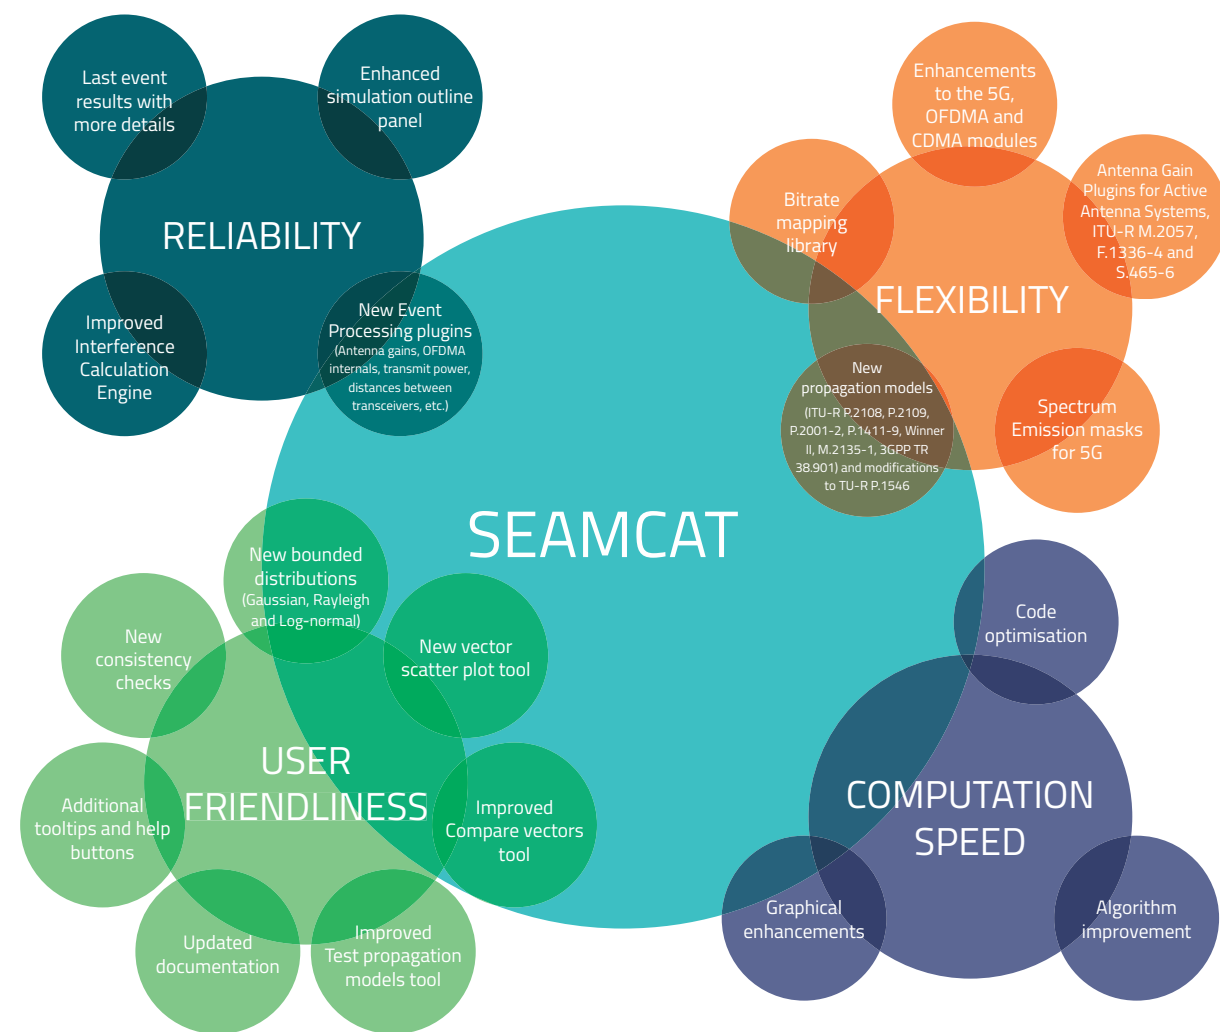 Last event
results with
more details
Enhanced
simulation outline
panel
RELIABILITY
Improved
Interference
Calculation
Engine
New Event
Processing plugins
(Antenna gains, OFDMA
internals, transmit power,
distances between
transceivers, etc.)
Enhancements
to the 5G,
OFDMA and
CDMA modules
Bitrate
mapping
library
Antenna Gain
Plugins for Active
Antenna Systems,
ITU-R M.2057,
F.1336-4 and
S.465-6
FLEXIBILITY
New
propagation models
(ITU-R P.2108, P.2109,
P.2001-2, P.1411-9, Winner
II, M.2135-1, 3GPP TR
38.901) and modifications
to TU-R P.1546
Spectrum
Emission masks
for 5G
SEAMCAT
New bounded
distributions
(Gaussian, Rayleigh
and Log-normal)
New
consistency
checks
New vector
scatter plot tool
USER
FRIENDLINESS
Additional
tooltips and help
buttons
Improved
Compare vectors
tool
Updated
documentation
Improved
Test propagation
models tool
Code
optimisation
COMPUTATION
SPEED
Graphical
enhancements
Algorithm
improvement